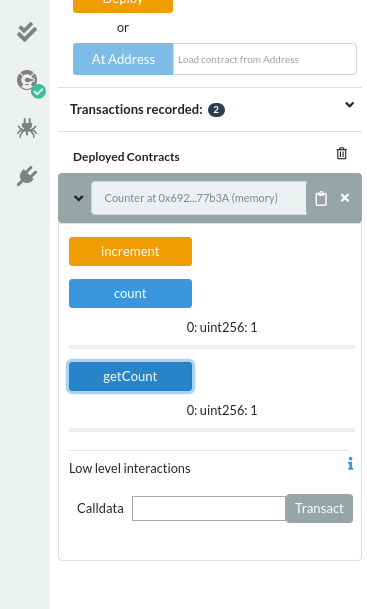 Deploy
or
At Address Load contract from Address
Transactions recorded: 2
Deployed Contracts
Counter at 0x692...77b3A (memory)
increment
count
0: uint256: 1
getCount
0: uint256: 1
Low level interactions
Calldata Transact